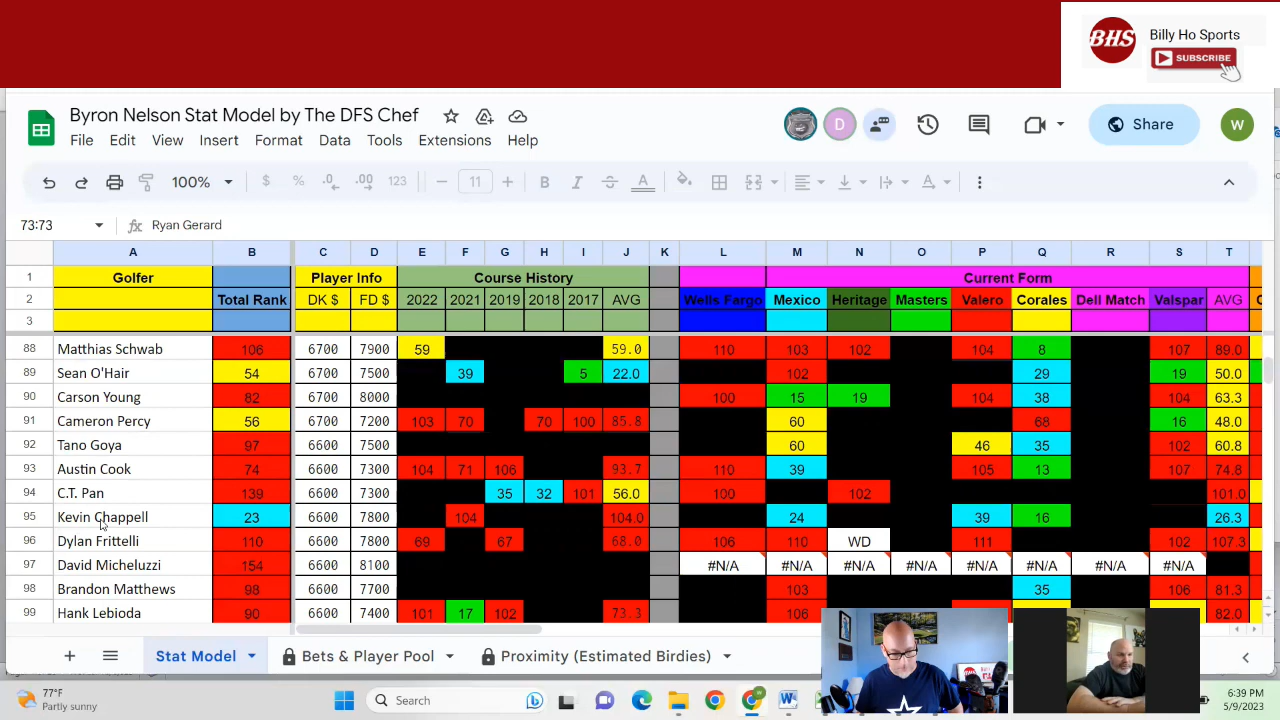 BHS
Billy Ho Sports
SUBSCRIBE
Byron Nelson Stat Model by The DFS Chef
File Edit View Insert Format Data Tools Extensions Help
D
Share
W
100% $ % .0 .00 123 11 B I A
73:73 fx Ryan Gerard
A B C D E F G H I J K L M N O P Q R S T
1 Golfer Player Info Course History Current Form
2 Total Rank DK $ FD $ 2022 2021 2019 2018 2017 AVG Wells Fargo Mexico Heritage Masters Valero Corales Dell Match Valspar AVG
3
88 Matthias Schwab 106 6700 7900 59 59.0 110 103 102 104 8 107 89.0
89 Sean O'Hair 54 6700 7500 39 5 22.0 102 29 19 50.0
90 Carson Young 82 6700 8000 100 15 19 104 38 104 63.3
91 Cameron Percy 56 6700 7200 103 70 70 100 85.8 60 68 16 48.0
92 Tano Goya 97 6600 7500 60 46 35 102 60.8
93 Austin Cook 74 6600 7300 104 71 106 93.7 110 39 105 13 107 74.8
94 C.T. Pan 139 6600 7300 35 32 101 56.0 100 102 101.0
95 Kevin Chappell 23 6600 7800 104 104.0 24 39 16 26.3
96 Dylan Frittelli 110 6600 7800 69 67 68.0 106 110 WD 111 102 107.3
97 David Micheluzzi 154 6600 8100 #N/A #N/A #N/A #N/A #N/A #N/A #N/A #N/A
98 Brandon Matthews 98 6600 7700 103 35 106 81.3
99 Hank Lebioda 90 6600 7400 101 17 102 73.3 106 82.0
Stat Model Bets & Player Pool Proximity (Estimated Birdies)
77°F
Partly sunny
Search
6:39 PM
5/9/2023